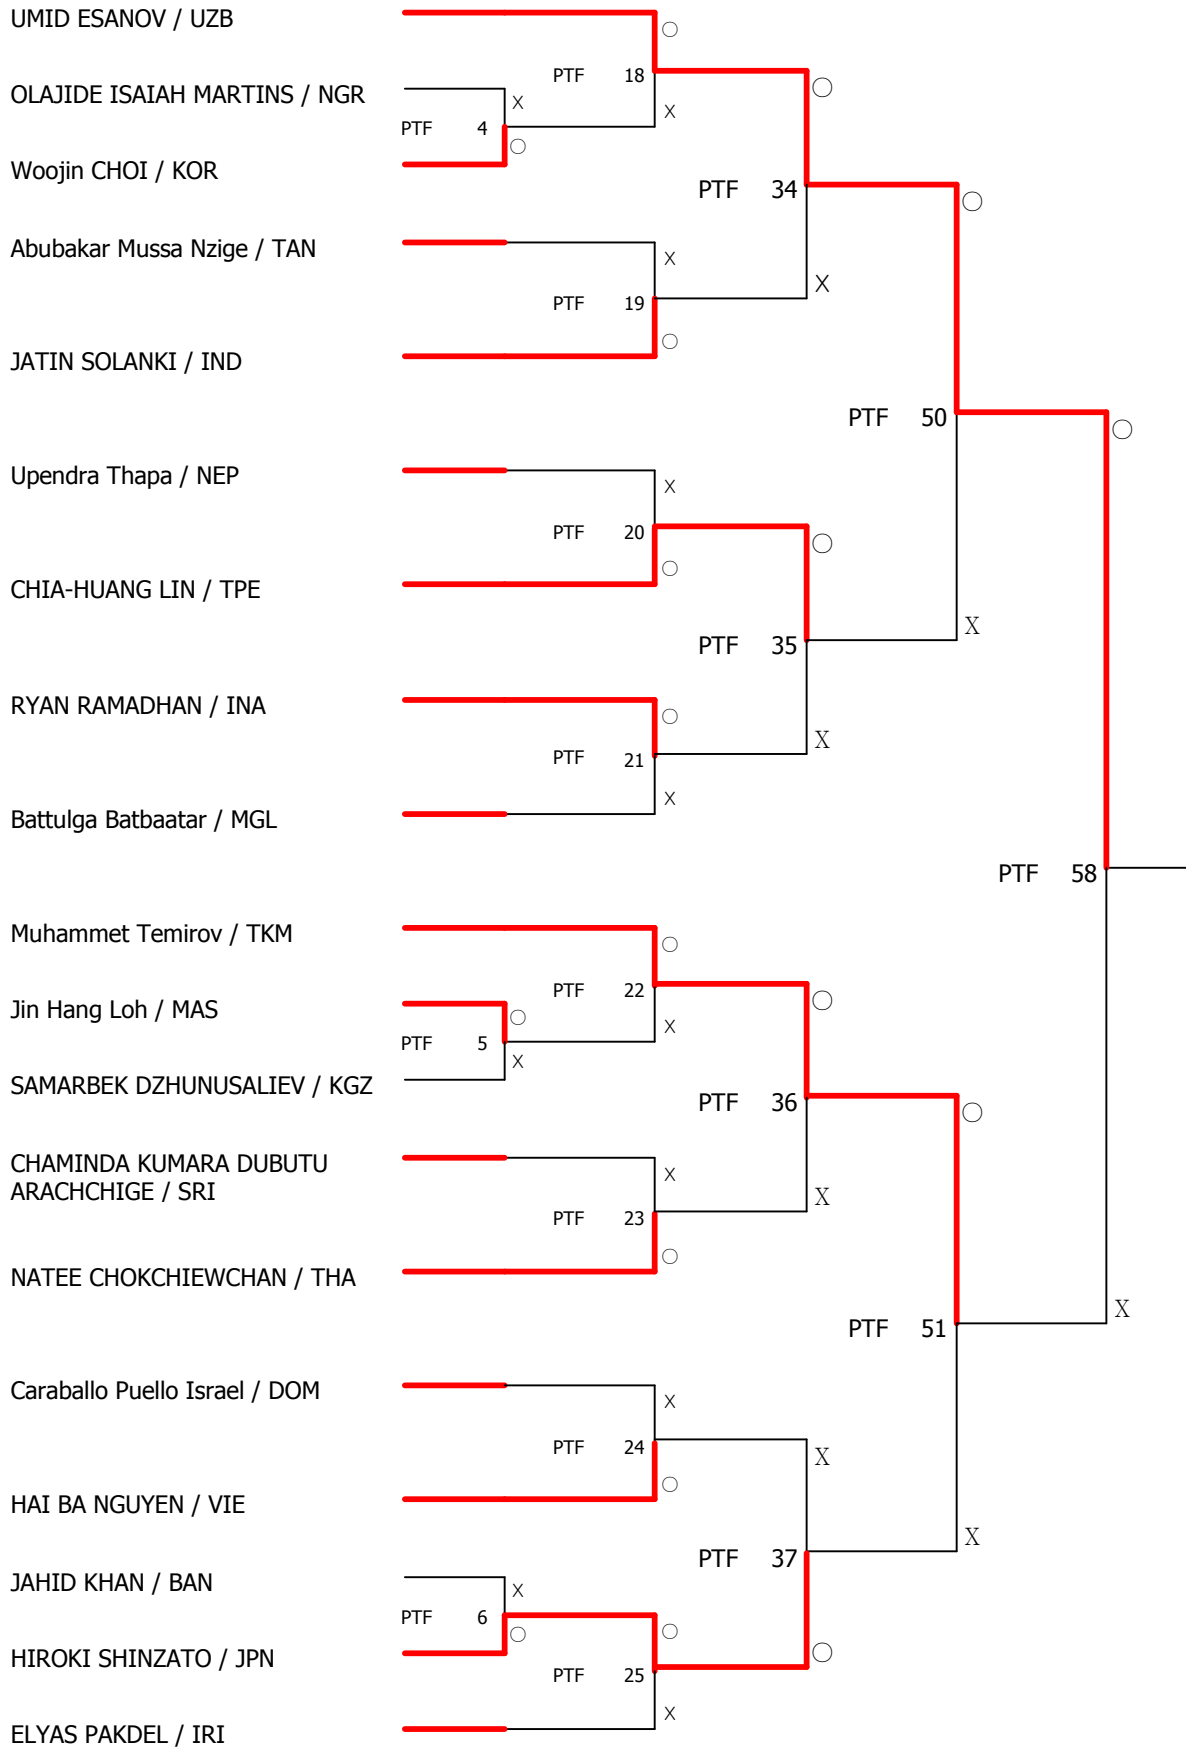 UMID ESANOV / UZB
○
PTF 18
OLAJIDE ISAIAH MARTINS / NGR
X
○
X
PTF 4
○
Woojin CHOI / KOR
PTF 34
○
Abubakar Mussa Nzige / TAN
X
X
PTF 19
○
JATIN SOLANKI / IND
PTF 50
○
Upendra Thapa / NEP
X
PTF 20
○
○
CHIA-HUANG LIN / TPE
X
PTF 35
RYAN RAMADHAN / INA
○
X
PTF 21
X
Battulga Batbaatar / MGL
PTF 58
Muhammet Temirov / TKM
○
PTF 22
○
Jin Hang Loh / MAS
○
X
PTF 5
X
SAMARBEK DZHUNUSALIEV / KGZ
PTF 36
○
CHAMINDA KUMARA DUBUTU
ARACHCHIGE / SRI
X
X
PTF 23
○
NATEE CHOKCHIEWCHAN / THA
X
PTF 51
Caraballo Puello Israel / DOM
X
PTF 24
X
○
HAI BA NGUYEN / VIE
X
PTF 37
JAHID KHAN / BAN
X
PTF 6
○
○
HIROKI SHINZATO / JPN
○
PTF 25
X
ELYAS PAKDEL / IRI